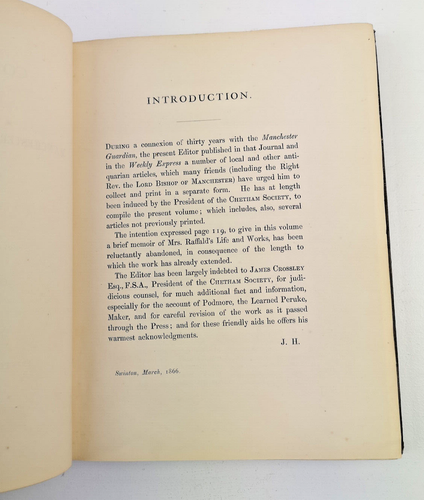 INTRODUCTION.
DURING a connexion of thirty years with the Manchester
Guardian, the present Editor published in that Journal and
in the Weekly Express a number of local and other anti-
quarian articles, which many friends (including the Right
Rev. the LORD BISHOP OF MANCHESTER) have urged him to
collect and print in a separate form. He has at length
been induced by the President of the CHETHAM SOCIETY, to
compile the present volume; which includes, also, several
articles not previously printed.
The intention expressed page 119, to give in this volume
a brief memoir of Mrs. Raffald's Life and Works, has been
reluctantly abandoned, in consequence of the length to
which the work has already extended.
The Editor has been largely indebted to JAMES CROSSLEY
Esq., F.S.A., President of the CHETHAM SOCIETY, for ju-
dicious counsel, for much additional fact and information,
especially for the account of Podmore, the Learned Peruke,
Maker, and for careful revision of the work as it passed
through the Press; and for these friendly aids he offers his
warmest acknowledgments.
J. H.
Swinton, March, 1866.